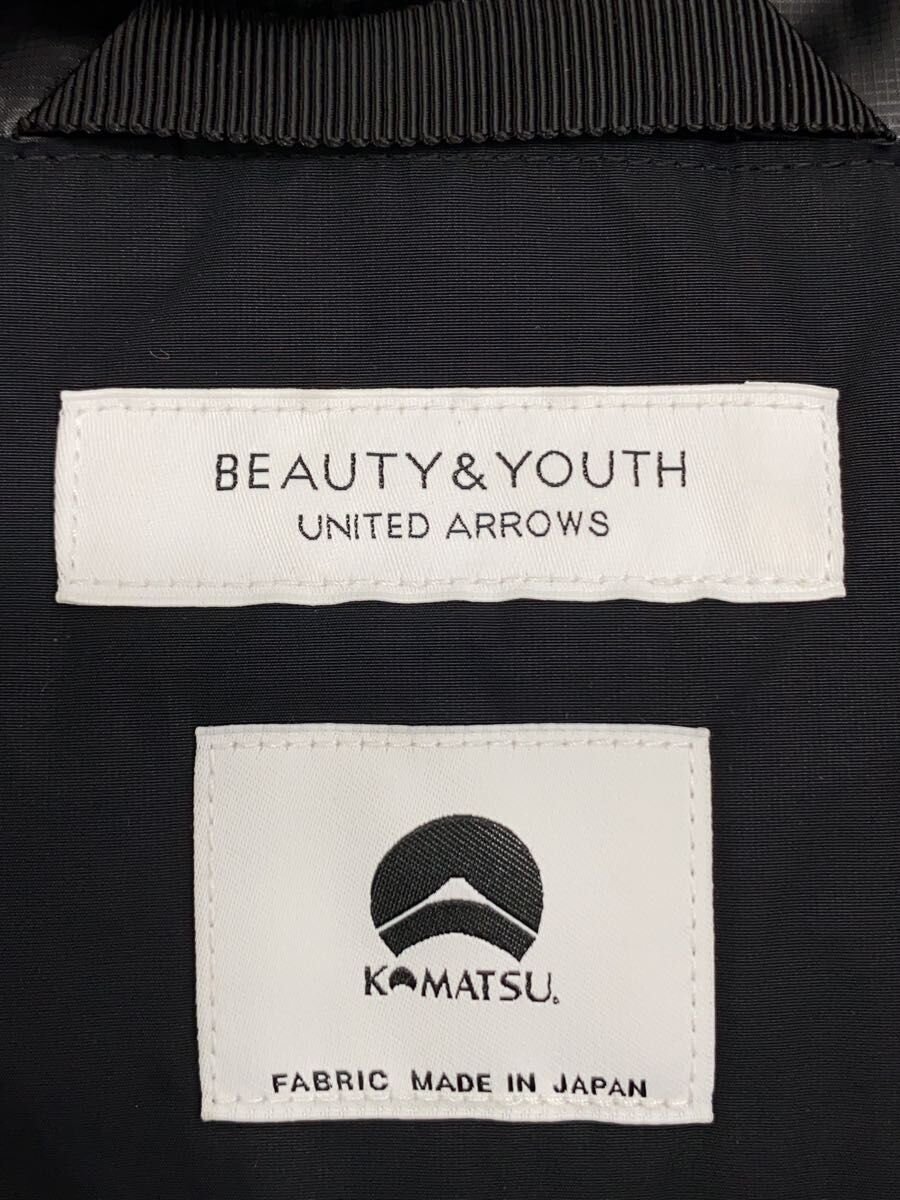 BEAUTY & YOUTH
UNITED ARROWS
KOMATSU.
FABRIC MADE IN JAPAN